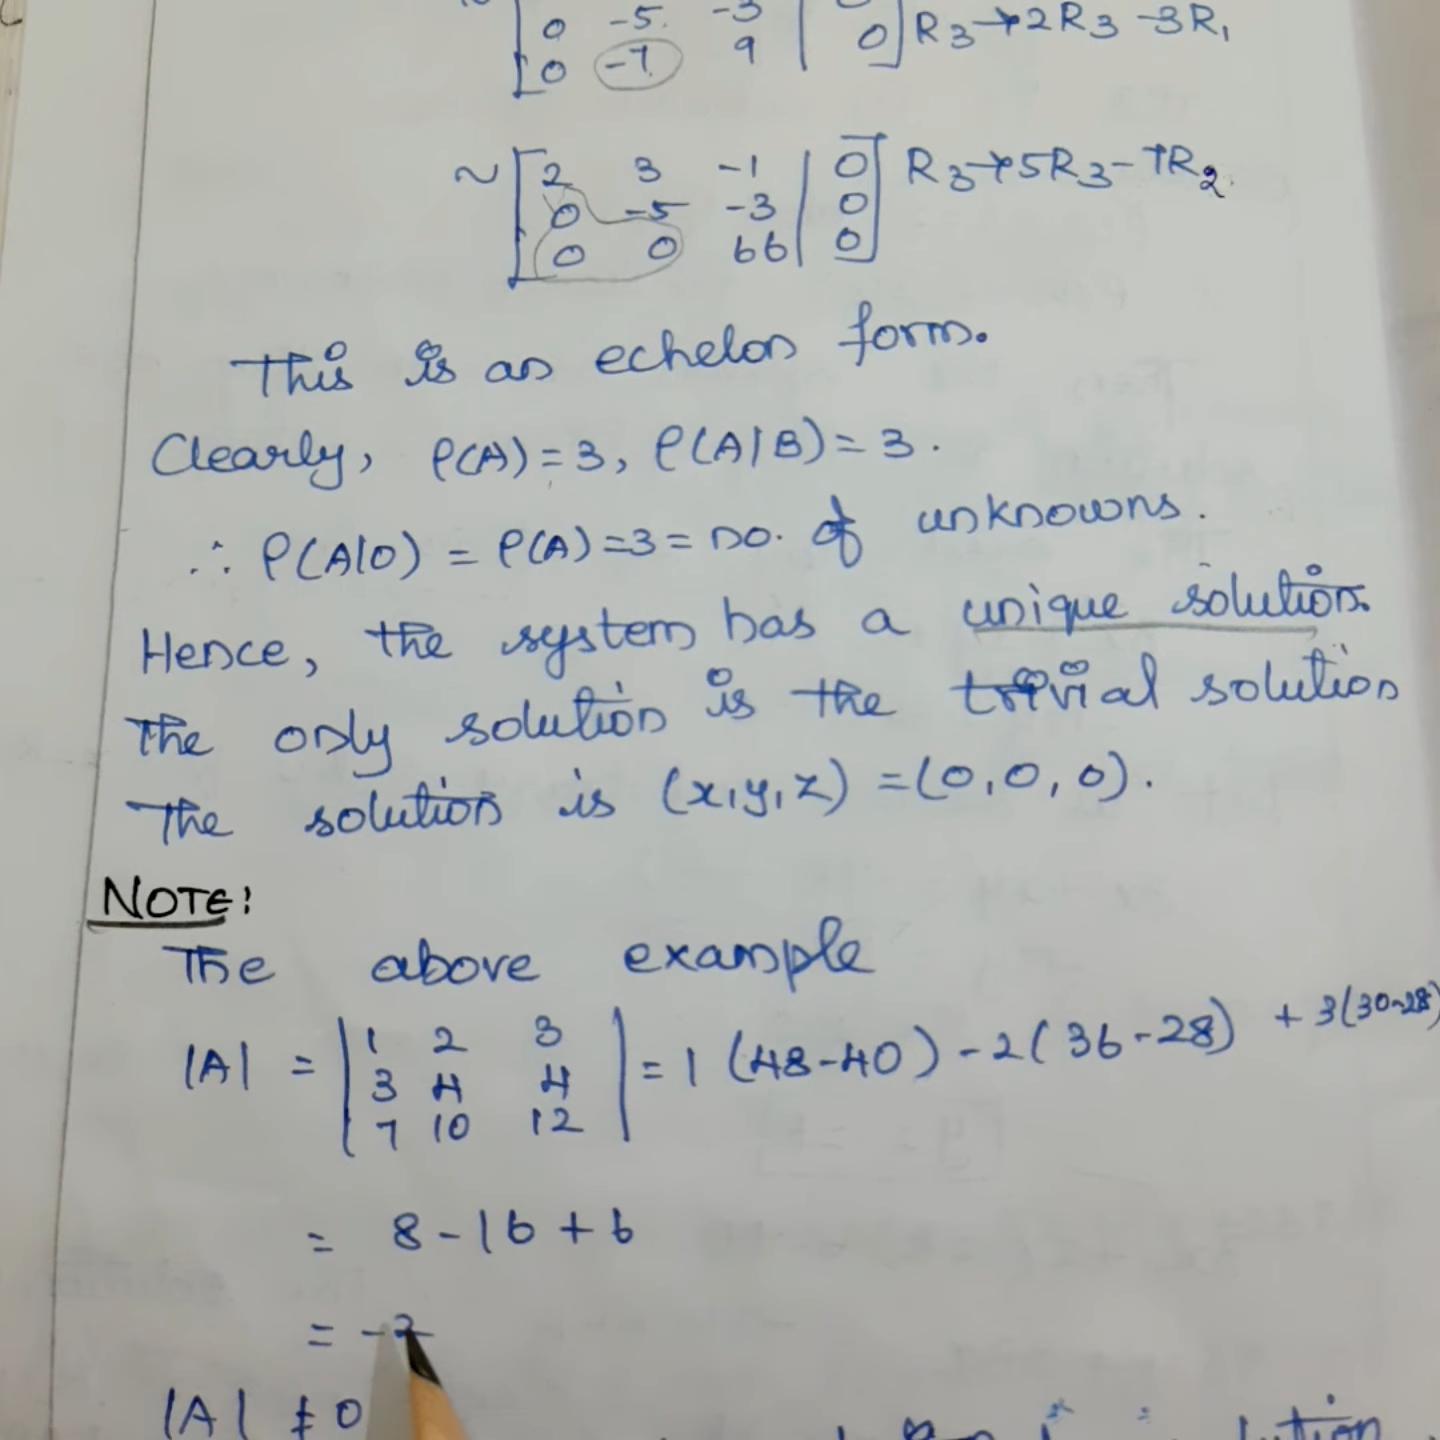 0 -5 -3 | 0 R₃→2R₃-3R₁
0 -7 9
~ [2 3 -1 | 0] R₃→5R₃-7R₂
0 -5 -3 | 0
0 0 66 | 0
This is an echelon form.
Clearly, ρ(A)=3, ρ(A|B)=3.
∴ ρ(A|0) = ρ(A)=3= no. of unknowns.
Hence, the system has a unique solution.
The only solution is the trivial solution
The solution is (x,y,z) =(0,0,0).
NOTE:
The above example
|A| = |1 2 3| = 1 (48-40) -2(36-28) +3(30-28)
3 4 4
7 10 12
= 8-16+6
= -2
|A| ≠ 0